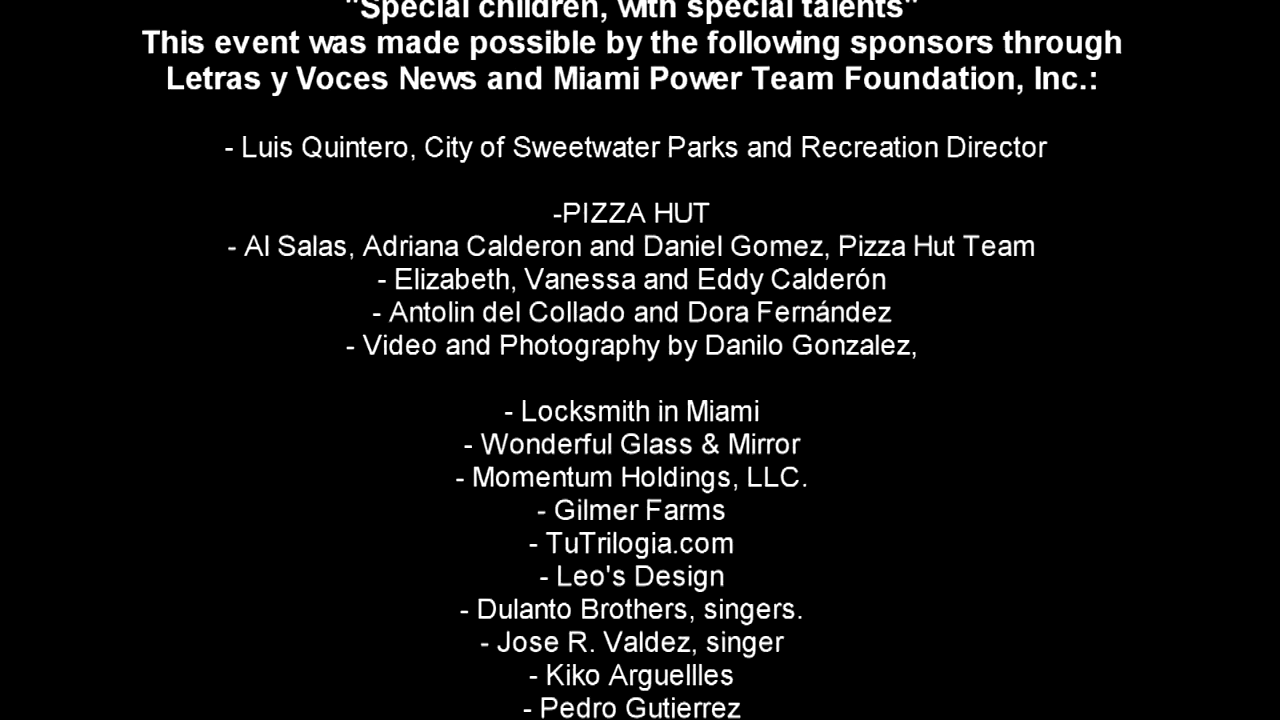 "Special children, with special talents"
This event was made possible by the following sponsors through
Letras y Voces News and Miami Power Team Foundation, Inc.:
- Luis Quintero, City of Sweetwater Parks and Recreation Director
-PIZZA HUT
- Al Salas, Adriana Calderon and Daniel Gomez, Pizza Hut Team
- Elizabeth, Vanessa and Eddy Calderón
- Antolin del Collado and Dora Fernández
- Video and Photography by Danilo Gonzalez,
- Locksmith in Miami
- Wonderful Glass & Mirror
- Momentum Holdings, LLC.
- Gilmer Farms
- TuTrilogia.com
- Leo's Design
- Dulanto Brothers, singers.
- Jose R. Valdez, singer
- Kiko Arguellles
- Pedro Gutierrez